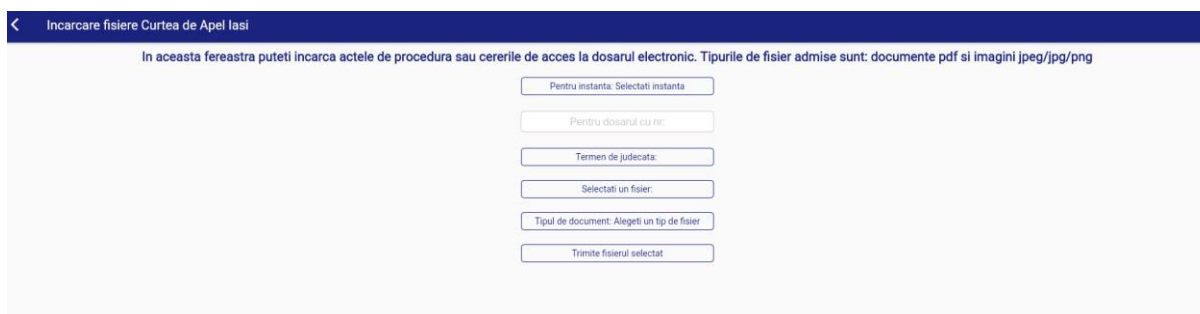 Incarcare fisiere Curtea de Apel Iasi
In aceasta fereastra puteti incarca actele de procedura sau cererile de acces la dosarul electronic. Tipurile de fisier admise sunt: documente pdf si imagini jpeg/jpg/png
Pentru instanta: Selectati instanta
Pentru dosarul cu nr:
Termen de judecata:
Selectati un fisier:
Tipul de document: Alegeti un tip de fisier
Trimite fisierul selectat